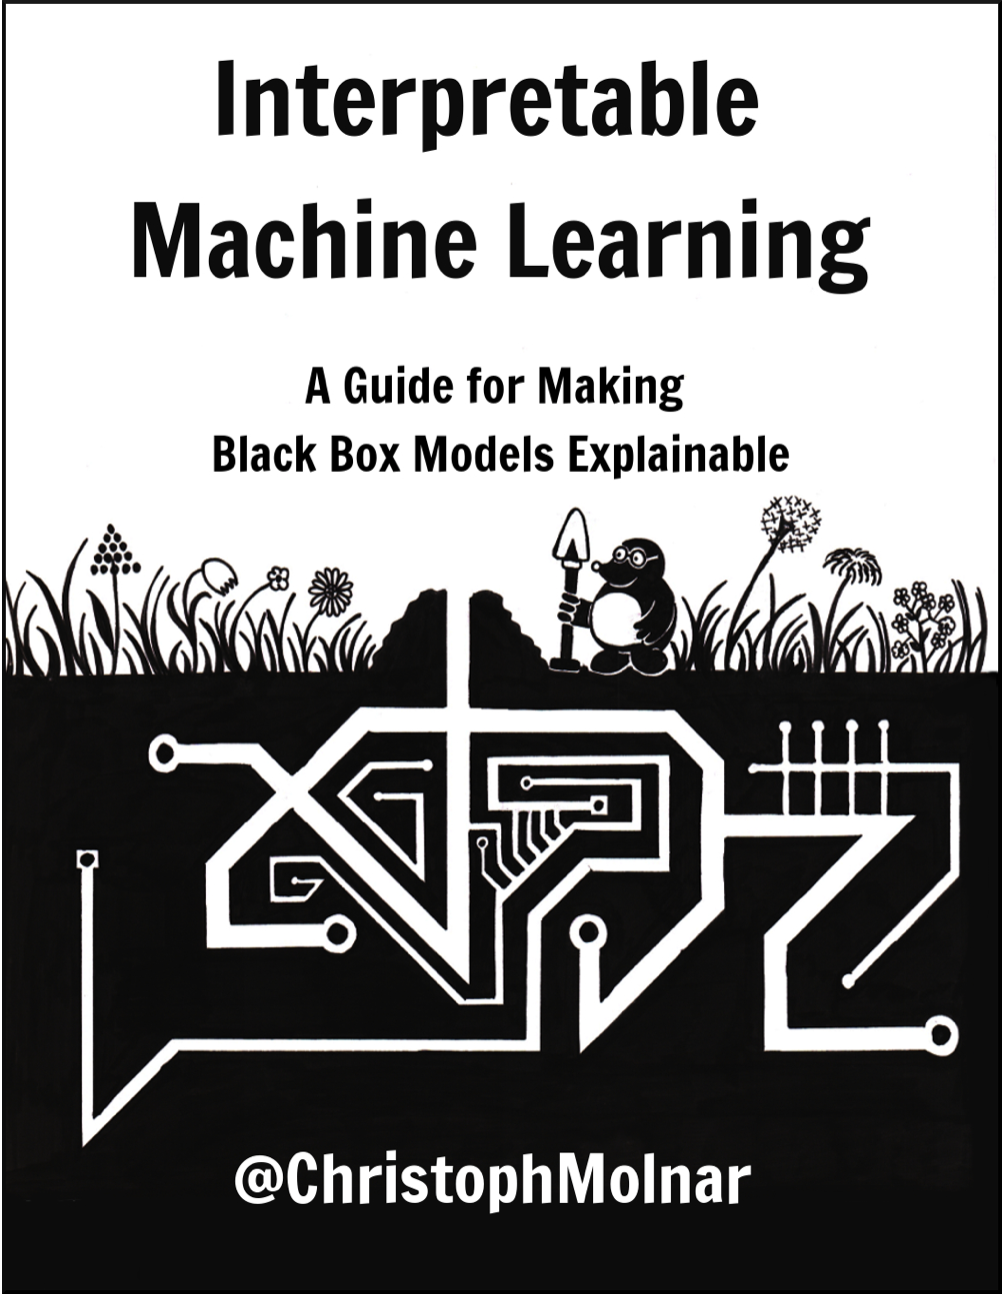 Interpretable
Machine Learning
A Guide for Making
Black Box Models Explainable
@ChristophMolnar